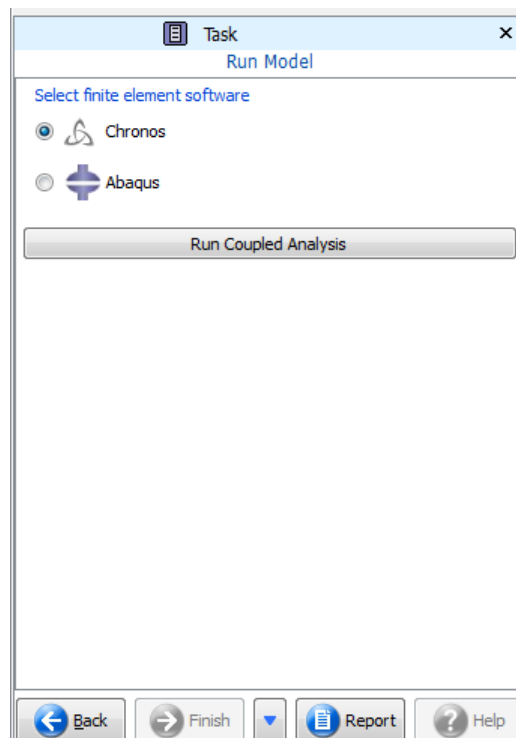 Task
Run Model
Select finite element software
Chronos
Abaqus
Run Coupled Analysis
Back Finish Report Help